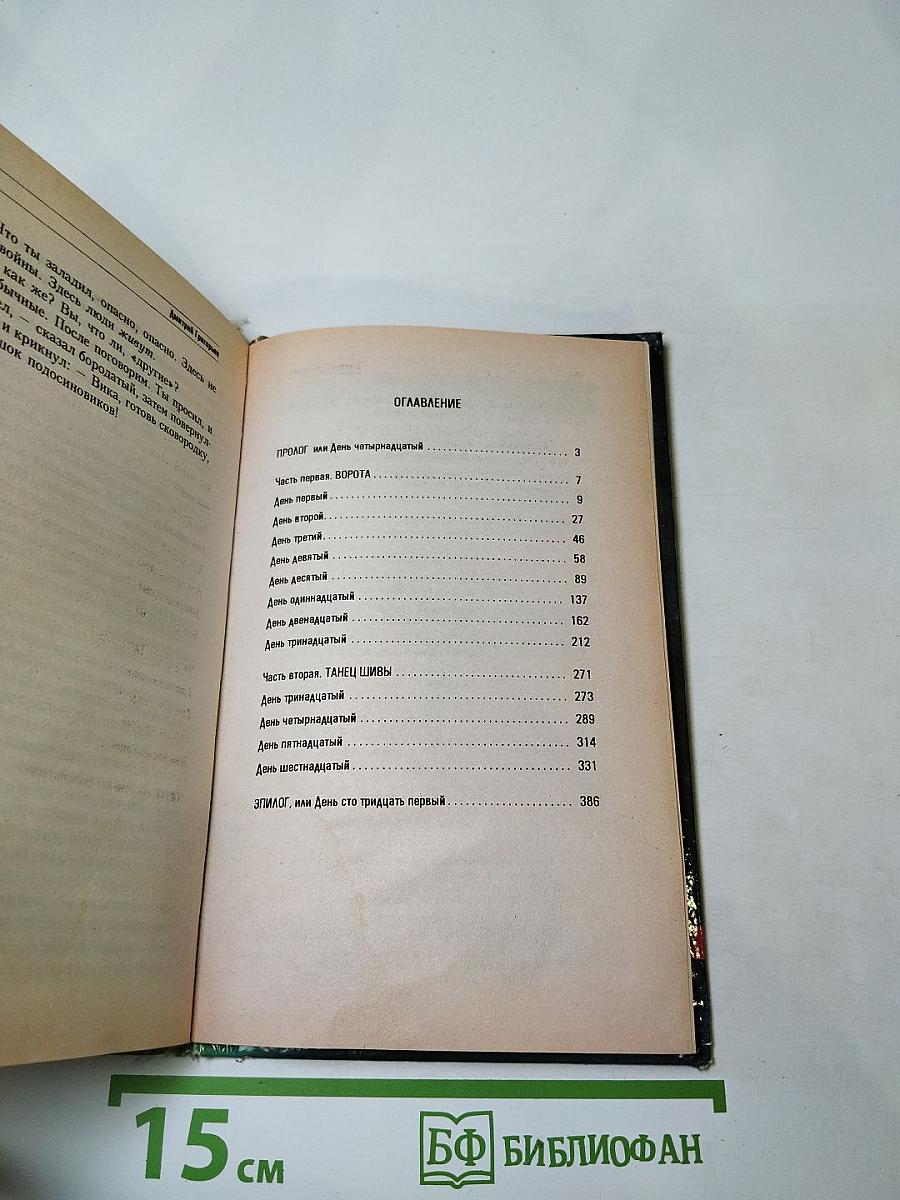 Дмитрий Григорьев
Что ты заладил, опасно, опасно. Здесь не
войны. Здесь люди живут.
как же? Вы, что ли, «другие»?
бычные. После поговорим. Ты просил, и
ел, — сказал бородатый, затем повернул-
и крикнул: — Вика, готовь сковородку,
шок подосиновиков!
ОГЛАВЛЕНИЕ
ПРОЛОГ или День четырнадцатый 3
Часть первая. ВОРОТА 7
День первый 9
День второй 27
День третий 46
День девятый 58
День десятый 89
День одиннадцатый 137
День двенадцатый 162
День тринадцатый 212
Часть вторая. ТАНЕЦ ШИВЫ 271
День тринадцатый 273
День четырнадцатый 289
День пятнадцатый 314
День шестнадцатый 331
ЭПИЛОГ, или День сто тридцать первый 386
15 см
БФ БИБЛИОФАН